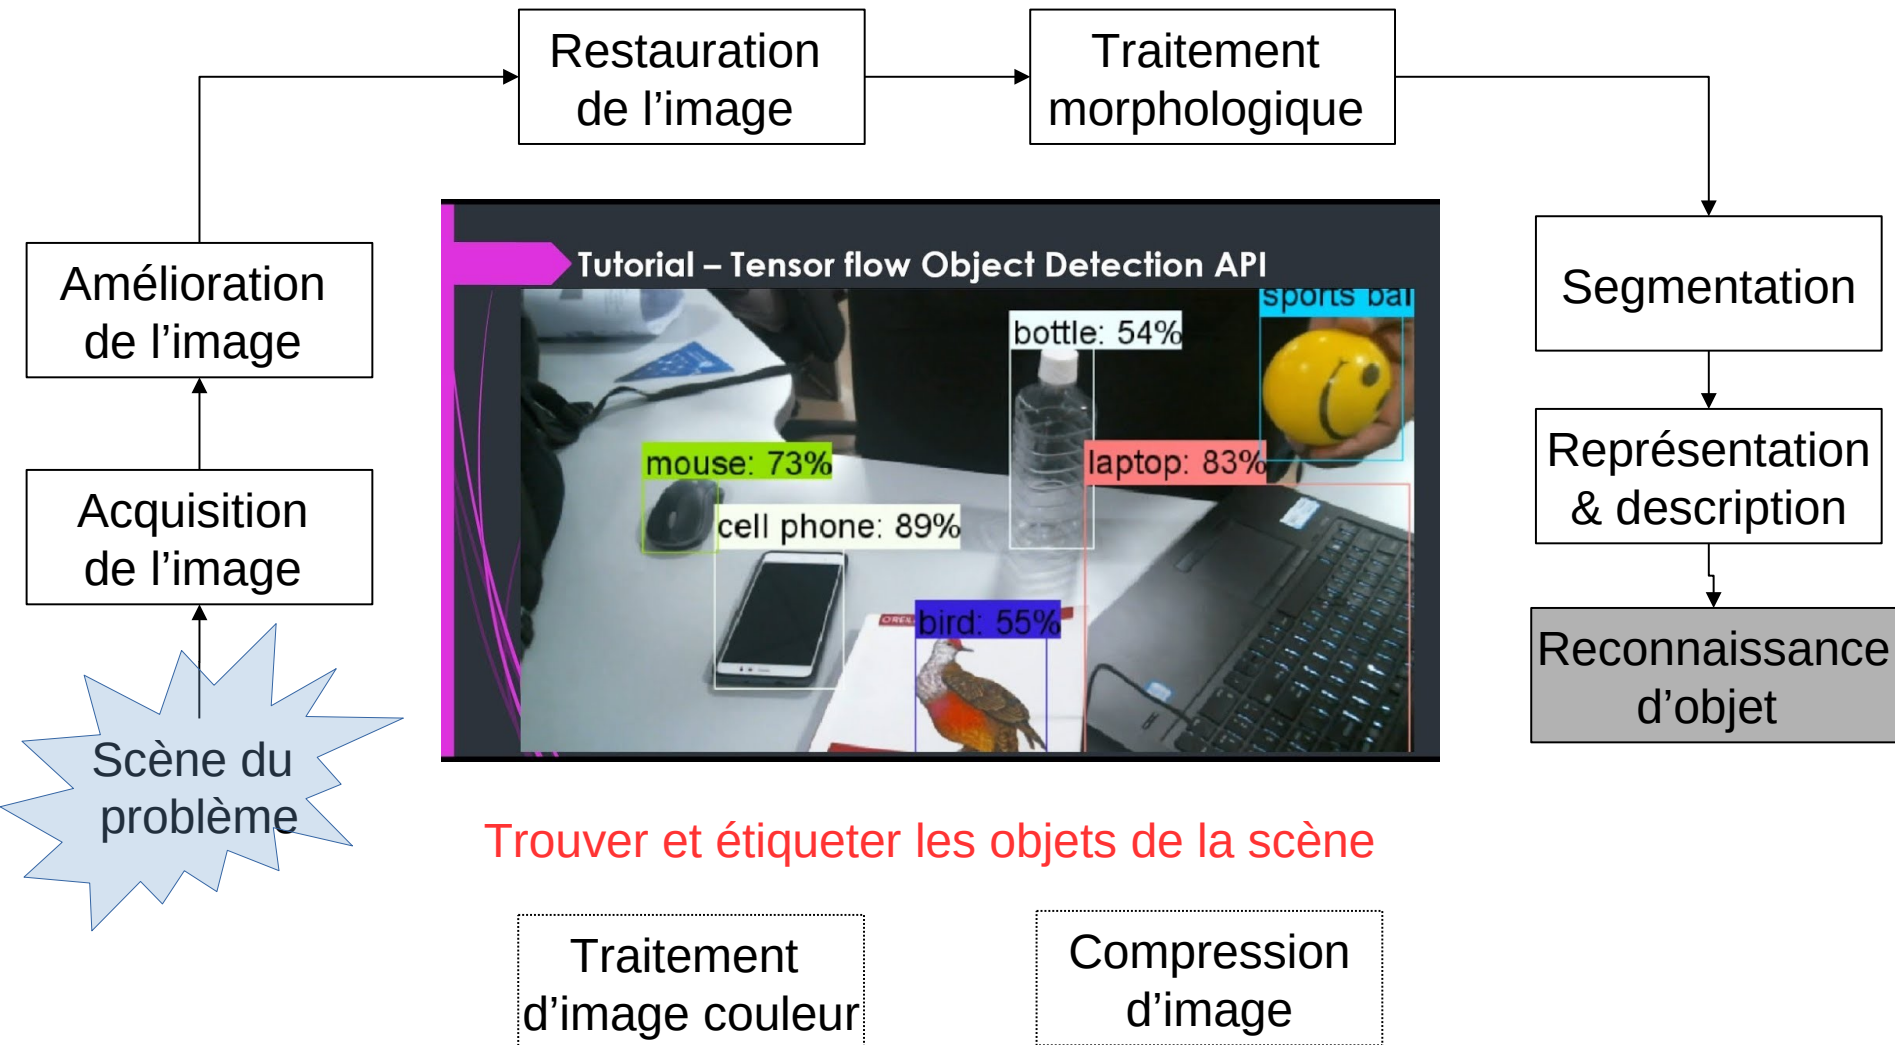 Restauration
de l’image
Traitement
morphologique
Amélioration
de l’image
Acquisition
de l’image
Scène du
problème
Tutorial – Tensor flow Object Detection API
sports bal
bottle: 54%
mouse: 73%
laptop: 83%
cell phone: 89%
bird: 55%
Segmentation
Représentation
& description
Reconnaissance
d’objet
Trouver et étiqueter les objets de la scène
Traitement
d’image couleur
Compression
d’image